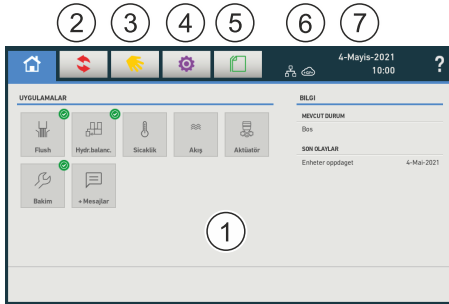 2 3 4 5 6 7
4-Mayis-2021
10:00 ?
UYGULAMALAR
Flush Hydr.balanc. Sicaklik Akış Aktüatör
Bakim + Mesajlar
BILGI
MEVCUT DURUM
Bos
SON OLAYLAR
Enheter oppdaget 4-Mai-2021
1